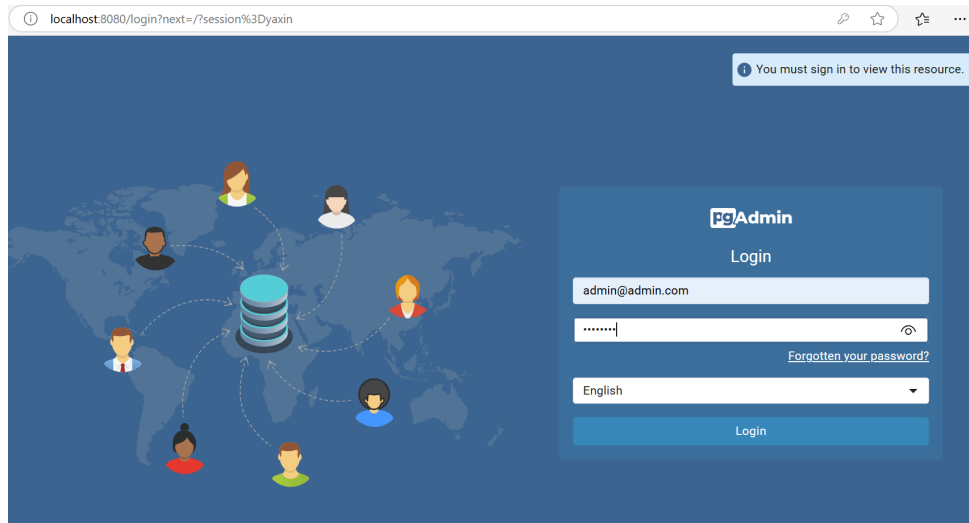 localhost:8080/login?next=/?session%3Dyaxin
You must sign in to view this resource.
pgAdmin
Login
admin@admin.com
••••••••
Forgotten your password?
English
Login